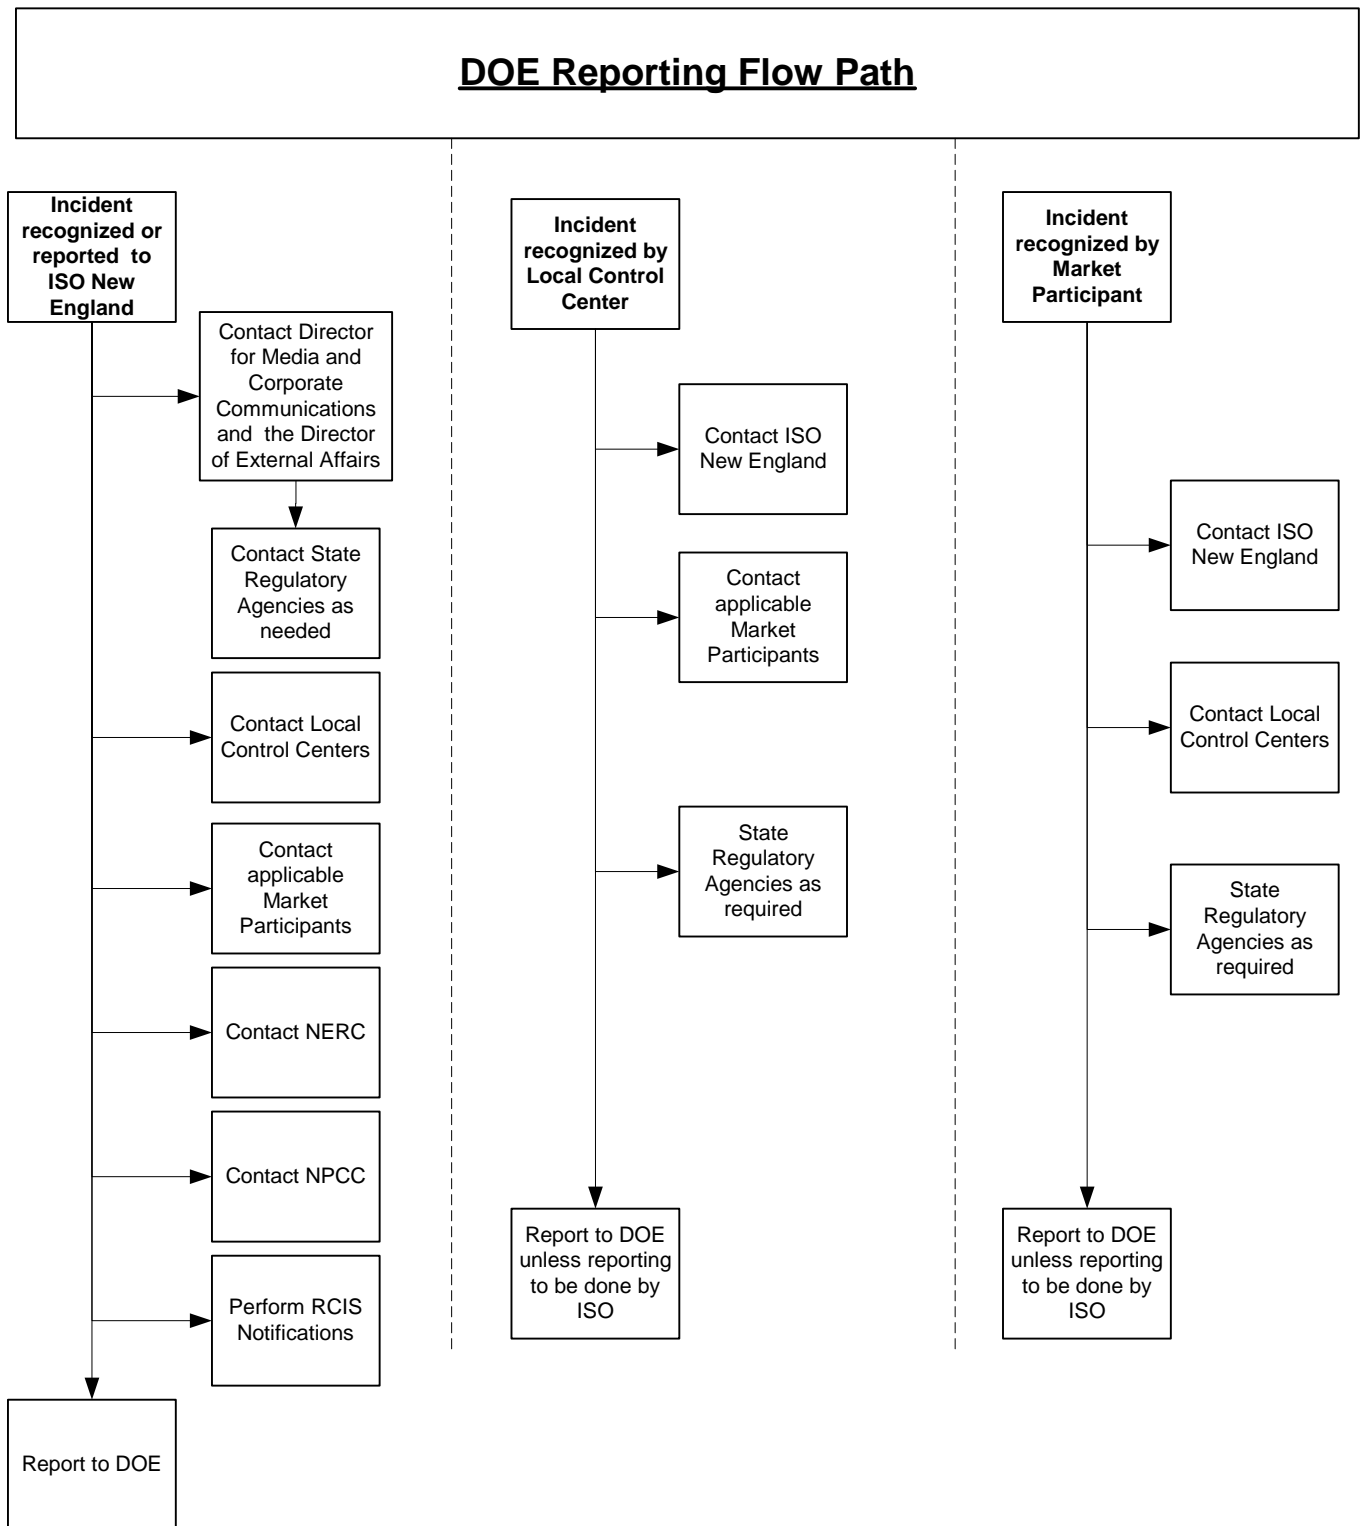 DOE Reporting Flow Path
Incident
recognized or
reported to
ISO New
England
Contact Director
for Media and
Corporate
Communications
and the Director
of External Affairs
Contact State
Regulatory
Agencies as
needed
Contact Local
Control Centers
Contact
applicable
Market
Participants
Contact NERC
Contact NPCC
Perform RCIS
Notifications
Report to DOE
Incident
recognized by
Local Control
Center
Contact ISO
New England
Contact
applicable
Market
Participants
State
Regulatory
Agencies as
required
Report to DOE
unless reporting
to be done by
ISO
Incident
recognized by
Market
Participant
Contact ISO
New England
Contact Local
Control Centers
State
Regulatory
Agencies as
required
Report to DOE
unless reporting
to be done by
ISO